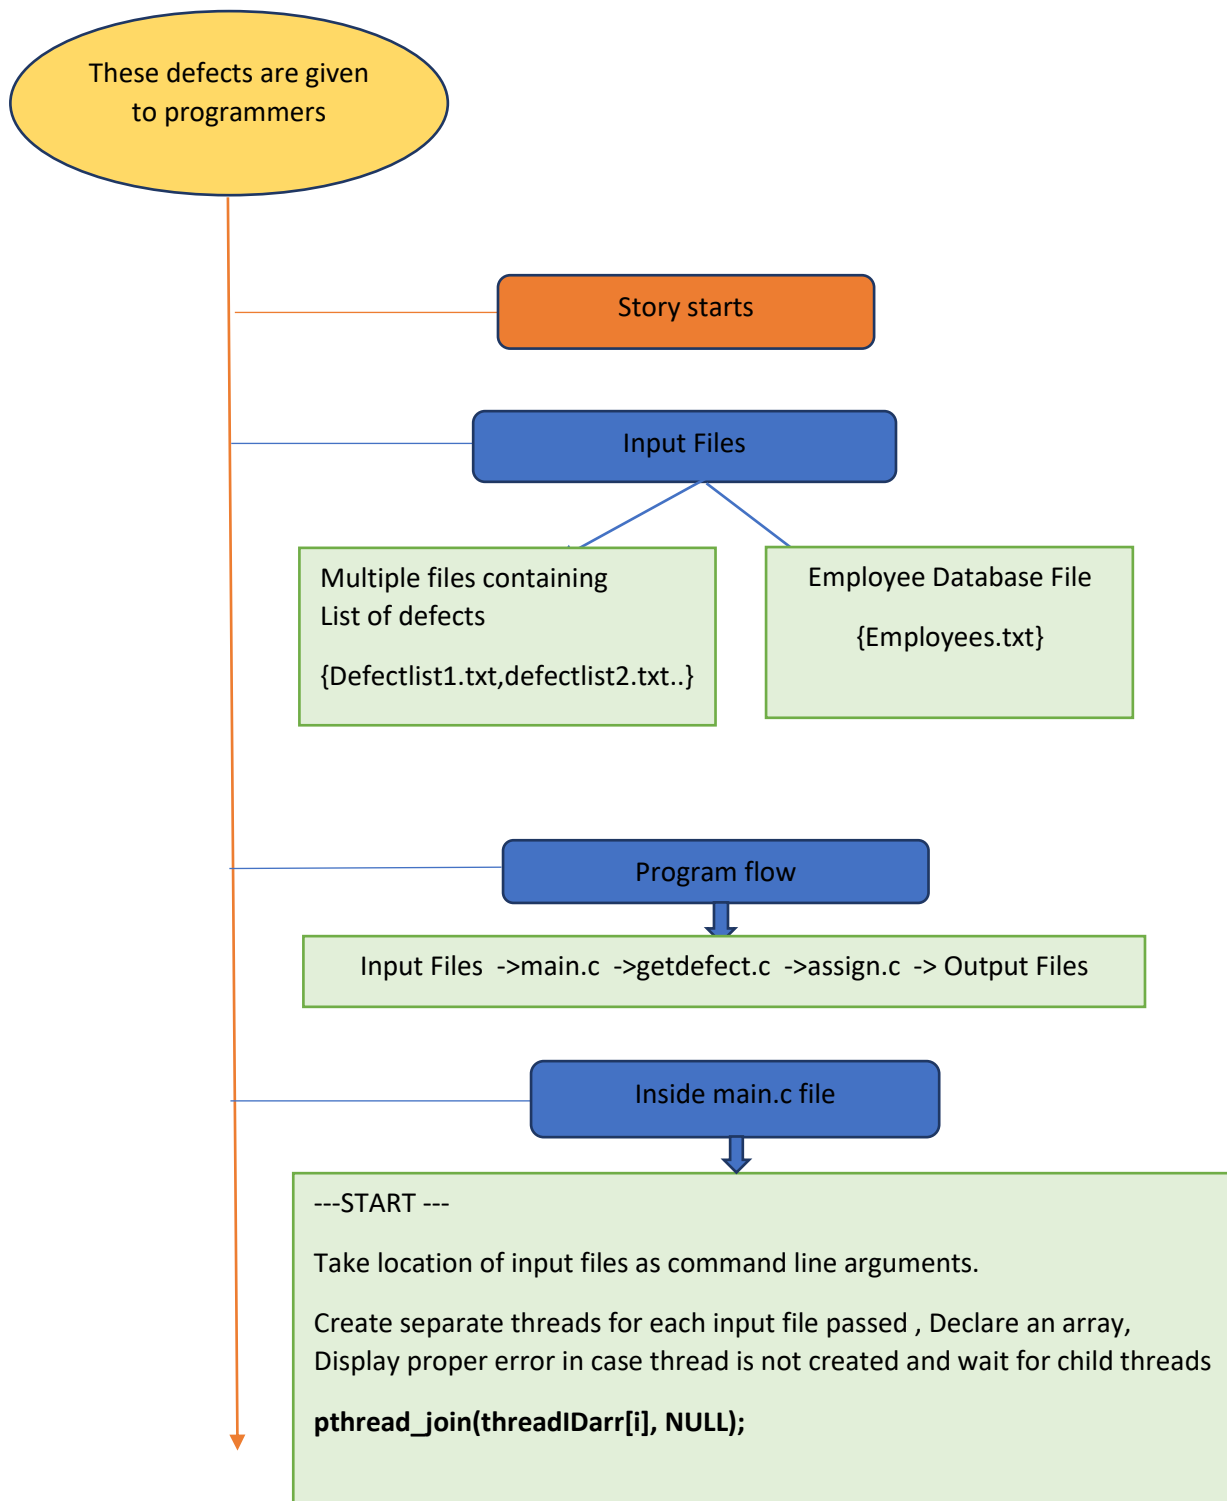 These defects are given
to programmers
Story starts
Input Files
Multiple files containing
List of defects
{Defectlist1.txt,defectlist2.txt..}
Employee Database File
{Employees.txt}
Program flow
Input Files ->main.c ->getdefect.c ->assign.c -> Output Files
Inside main.c file
---START ---
Take location of input files as command line arguments.
Create separate threads for each input file passed , Declare an array,
Display proper error in case thread is not created and wait for child threads
pthread_join(threadIDarr[i], NULL);